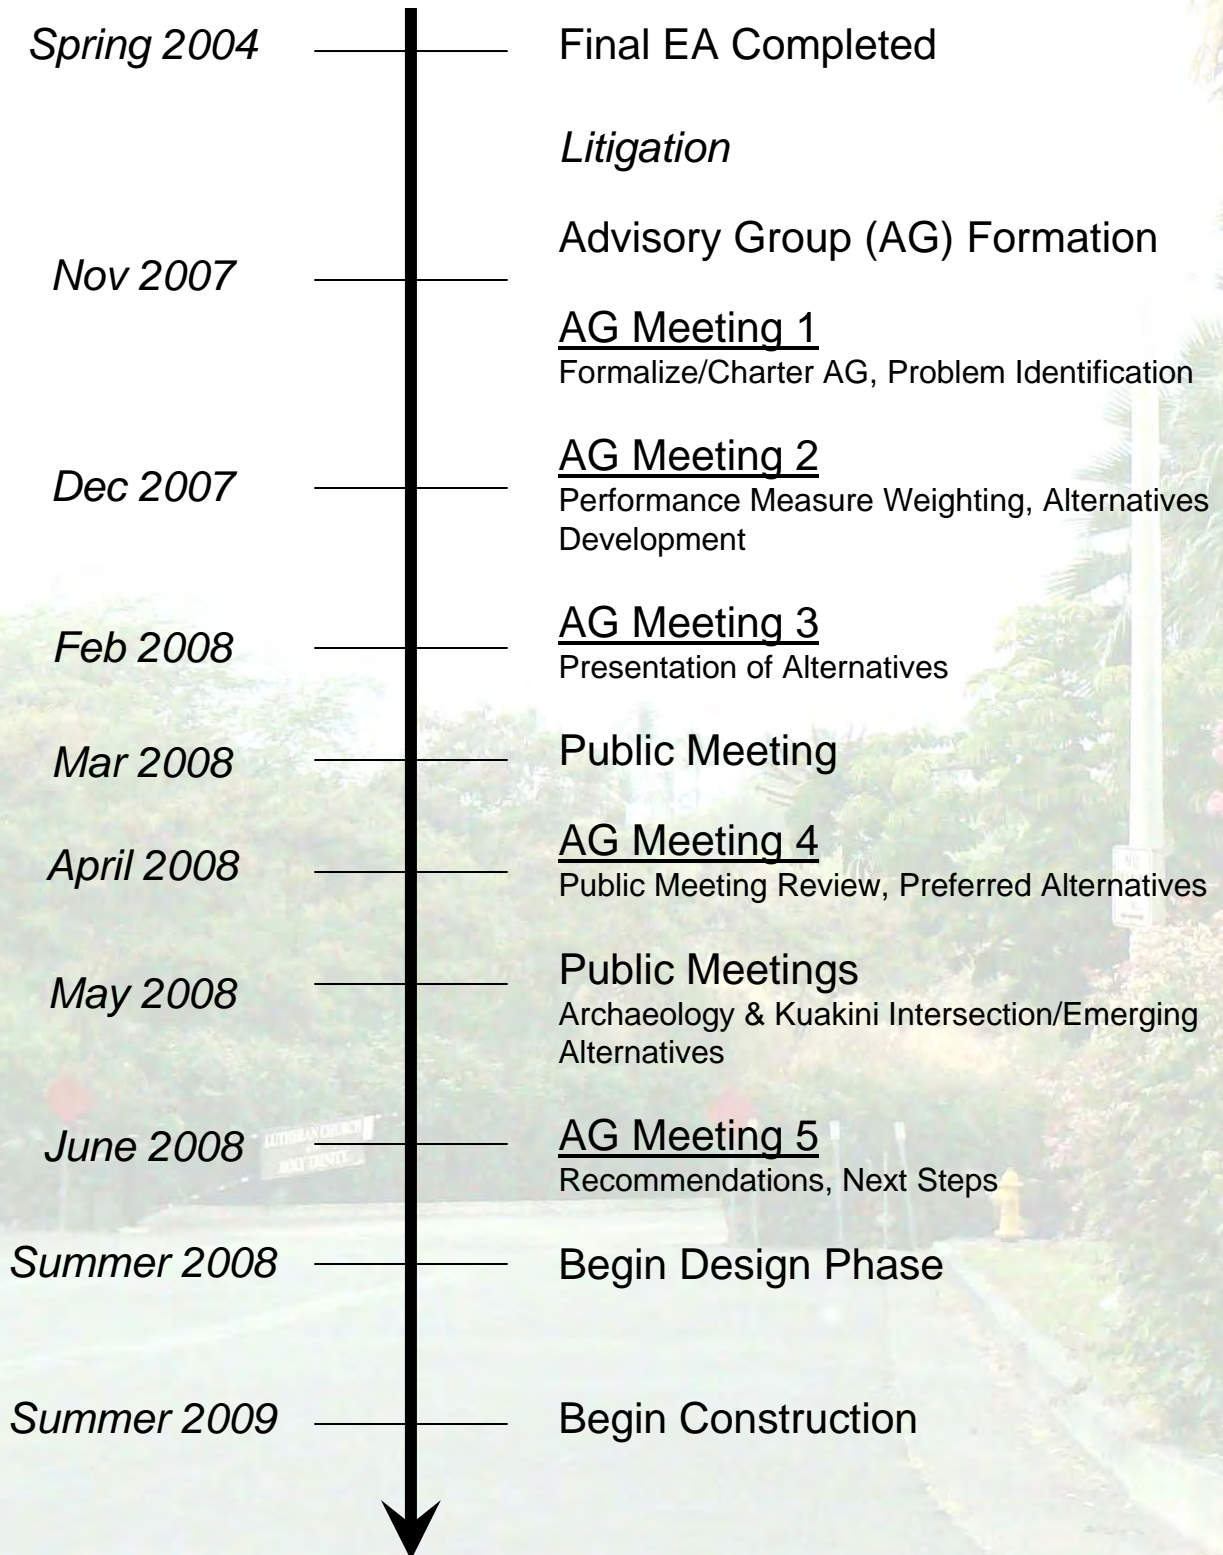 Spring 2004
Final EA Completed
Litigation
Advisory Group (AG) Formation
Nov 2007
AG Meeting 1
Formalize/Charter AG, Problem Identification
Dec 2007
AG Meeting 2
Performance Measure Weighting, Alternatives
Development
Feb 2008
AG Meeting 3
Presentation of Alternatives
Mar 2008
Public Meeting
April 2008
AG Meeting 4
Public Meeting Review, Preferred Alternatives
May 2008
Public Meetings
Archaeology & Kuakini Intersection/Emerging
Alternatives
June 2008
AG Meeting 5
Recommendations, Next Steps
LUTHERAN CHURCH
HOLY TRINITY
Summer 2008
Begin Design Phase
Summer 2009
Begin Construction